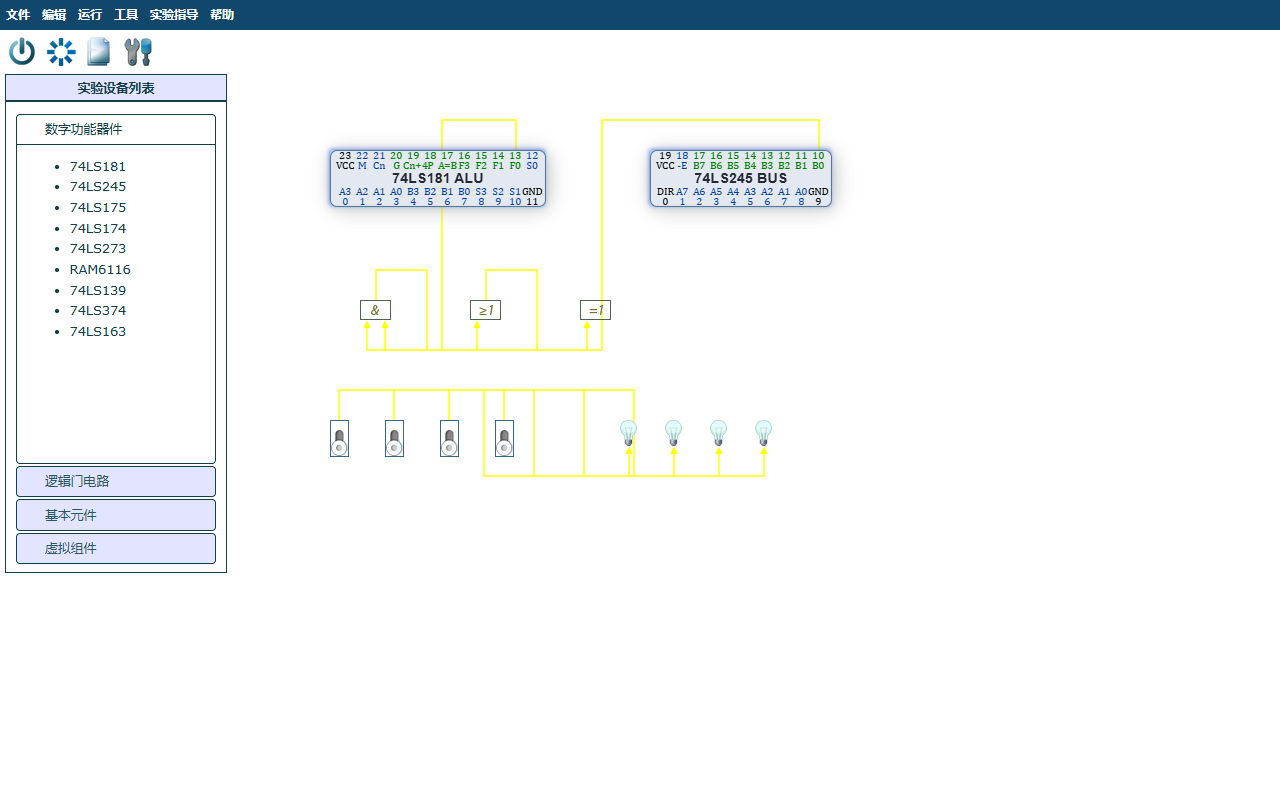 文件 编辑 运行 工具 实验指导 帮助
实验设备列表
数字功能器件
74LS181
74LS245
74LS175
74LS174
74LS273
RAM6116
74LS139
74LS374
74LS163
逻辑门电路
基本元件
虚拟组件
23 22 21 20 19 18 17 16 15 14 13 12
VCC M Cn G Cn+4 P A=B F3 F2 F1 F0 S0
74LS181 ALU
A3 A2 A1 A0 B3 B2 B1 B0 S3 S2 S1 GND
0 1 2 3 4 5 6 7 8 9 10 11
19 18 17 16 15 14 13 12 11 10
VCC -E B7 B6 B5 B4 B3 B2 B1 B0
74LS245 BUS
DIR A7 A6 A5 A4 A3 A2 A1 A0 GND
0 1 2 3 4 5 6 7 8 9
& ≥1 =1